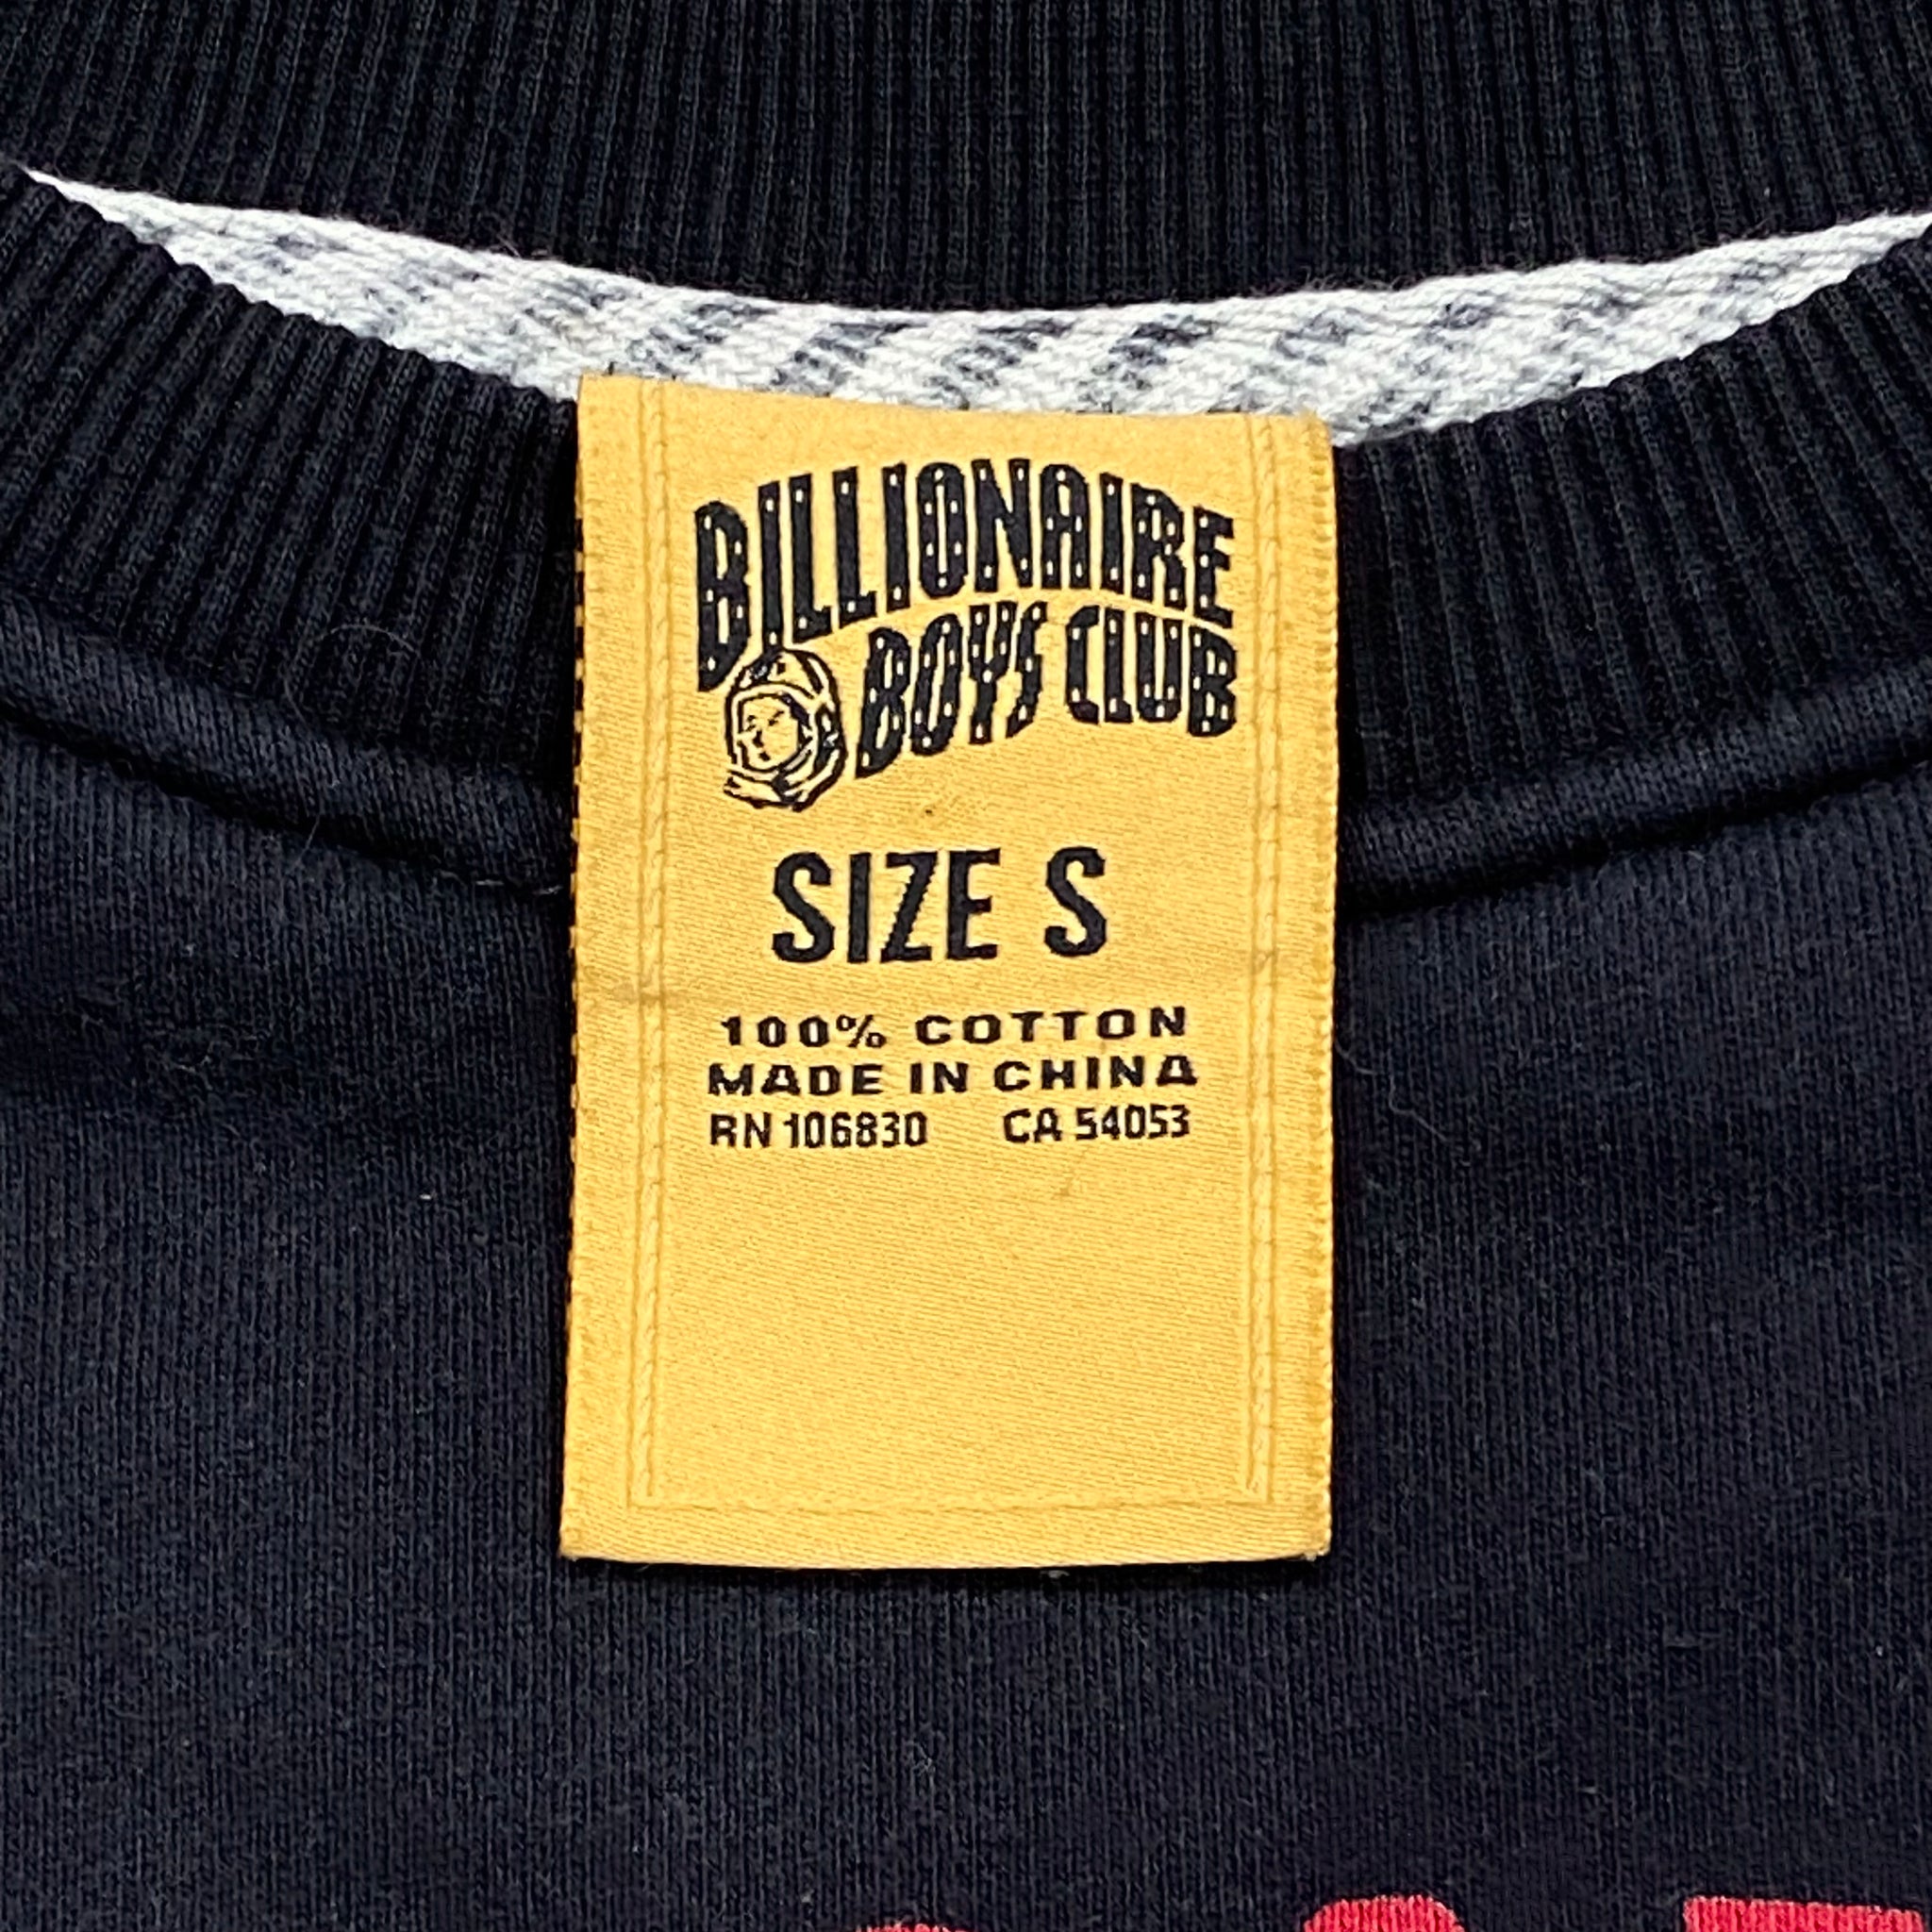 BILLIONAIRE
BOYS CLUB
SIZE S
100% COTTON
MADE IN CHINA
RN 106830 CA 54053